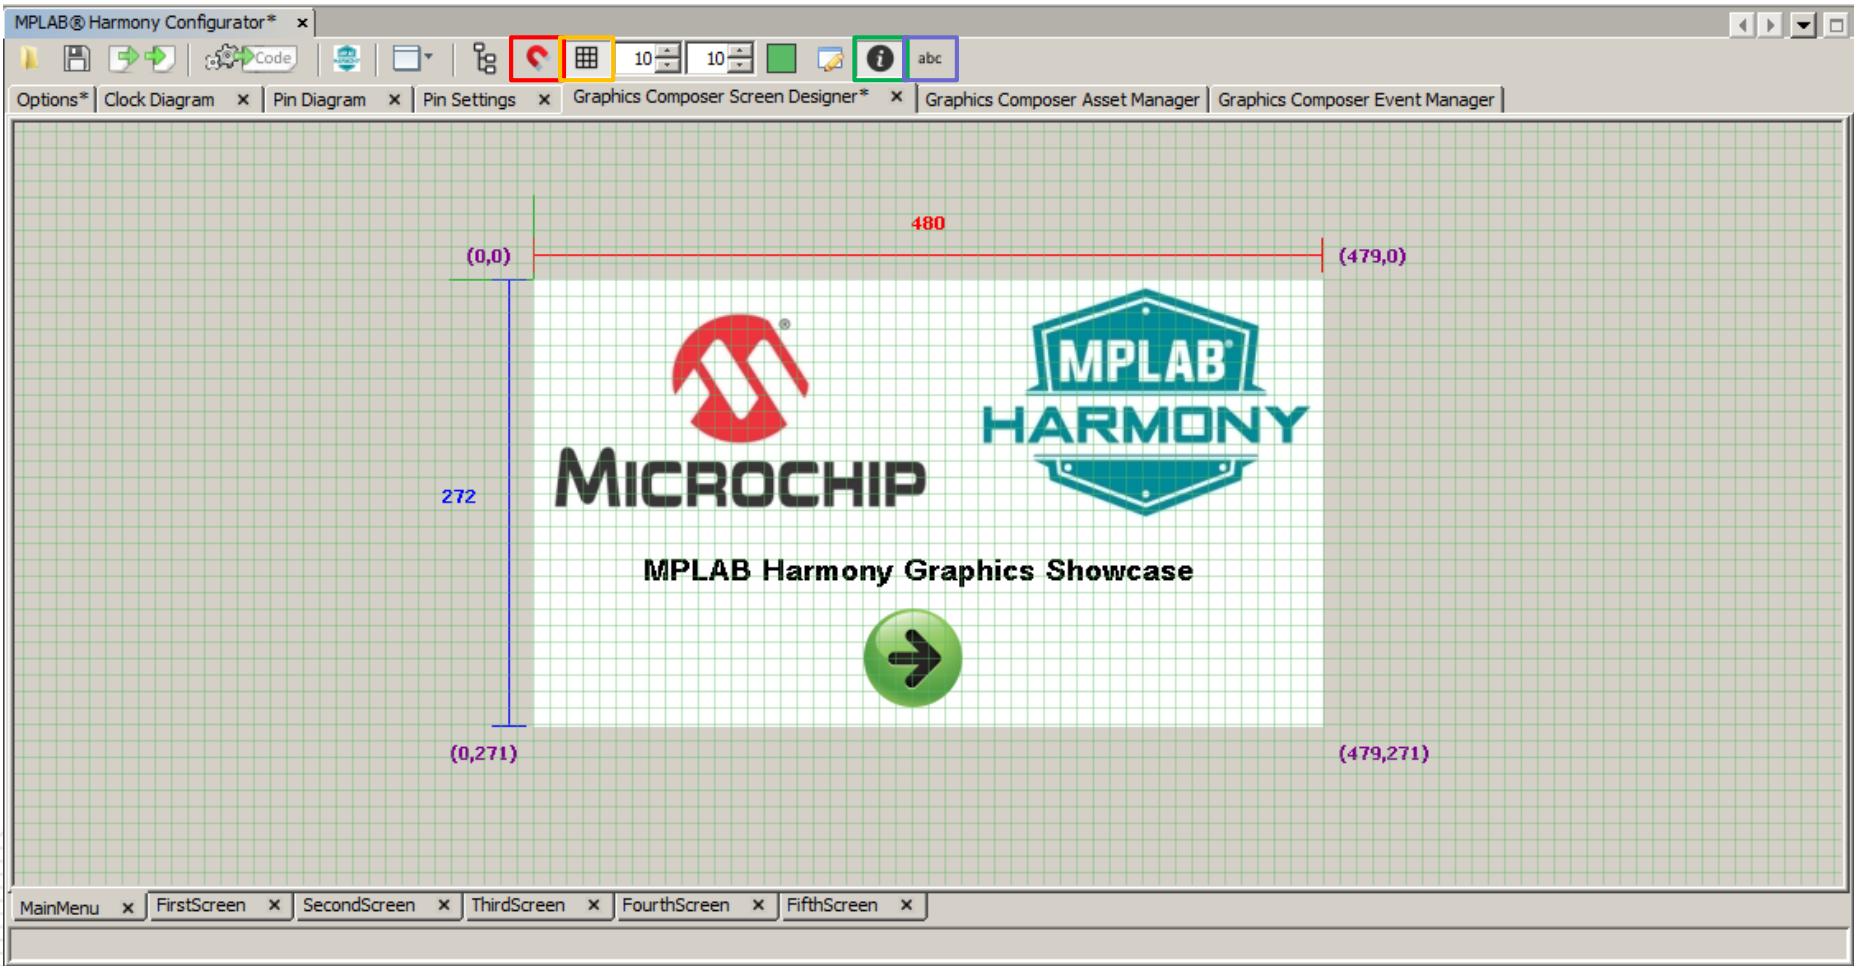 MPLAB® Harmony Configurator*
Code
10 10
abc
Options* Clock Diagram Pin Diagram Pin Settings Graphics Composer Screen Designer* Graphics Composer Asset Manager Graphics Composer Event Manager
480
(0,0) (479,0)
MICROCHIP ®
MPLAB®
HARMONY
272
MPLAB Harmony Graphics Showcase
(0,271) (479,271)
MainMenu FirstScreen SecondScreen ThirdScreen FourthScreen FifthScreen